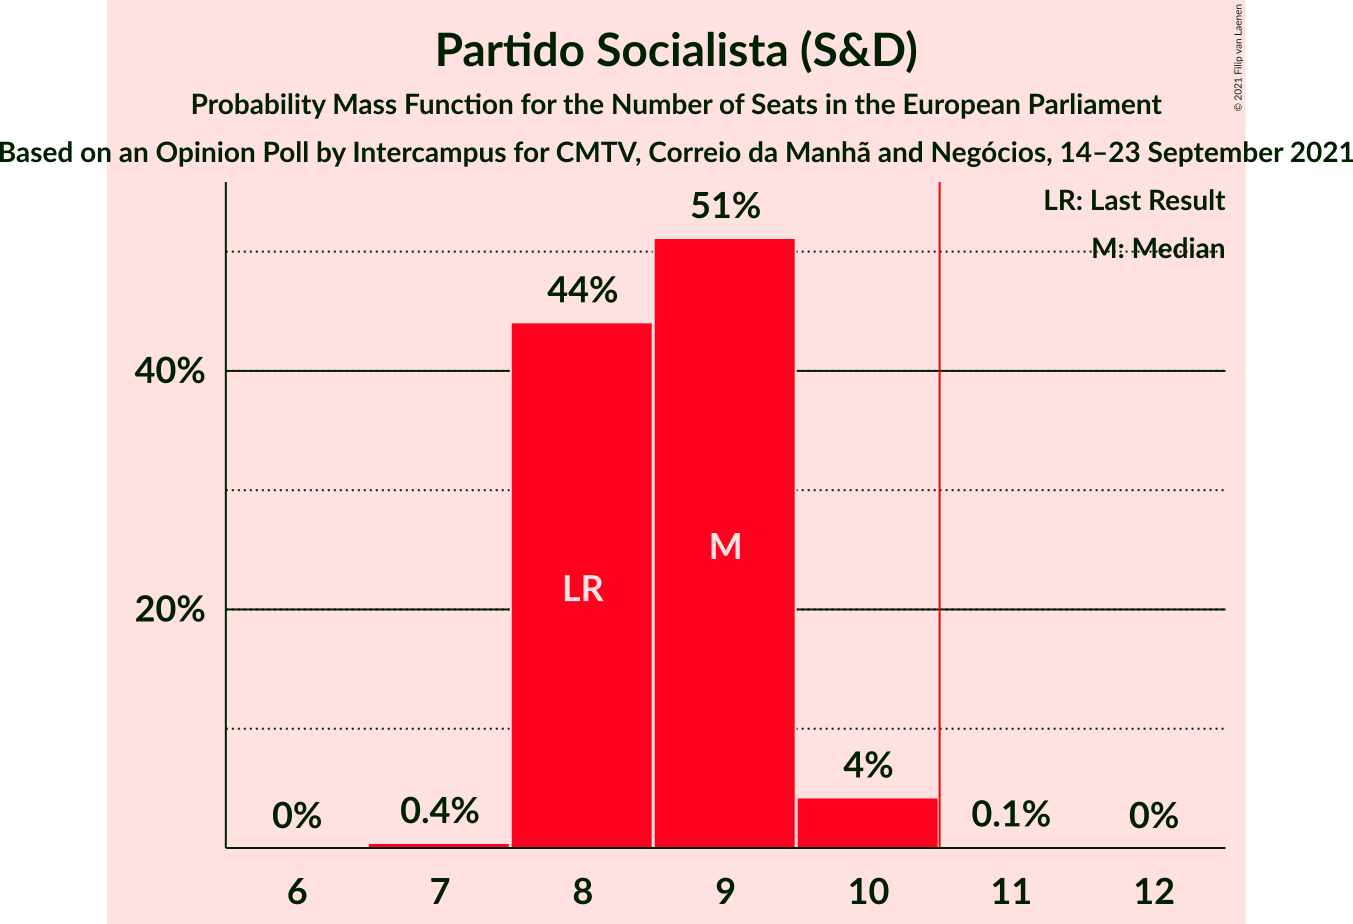 Partido Socialista (S&D)
Probability Mass Function for the Number of Seats in the European Parliament
Based on an Opinion Poll by Intercampus for CMTV, Correio da Manhã and Negócios, 14–23 September 2021
© 2021 Filip van Laenen
LR: Last Result
M: Median
51%
44%
40%
M
LR
20%
4%
0%
0.4%
0.1%
0%
6 7 8 9 10 11 12